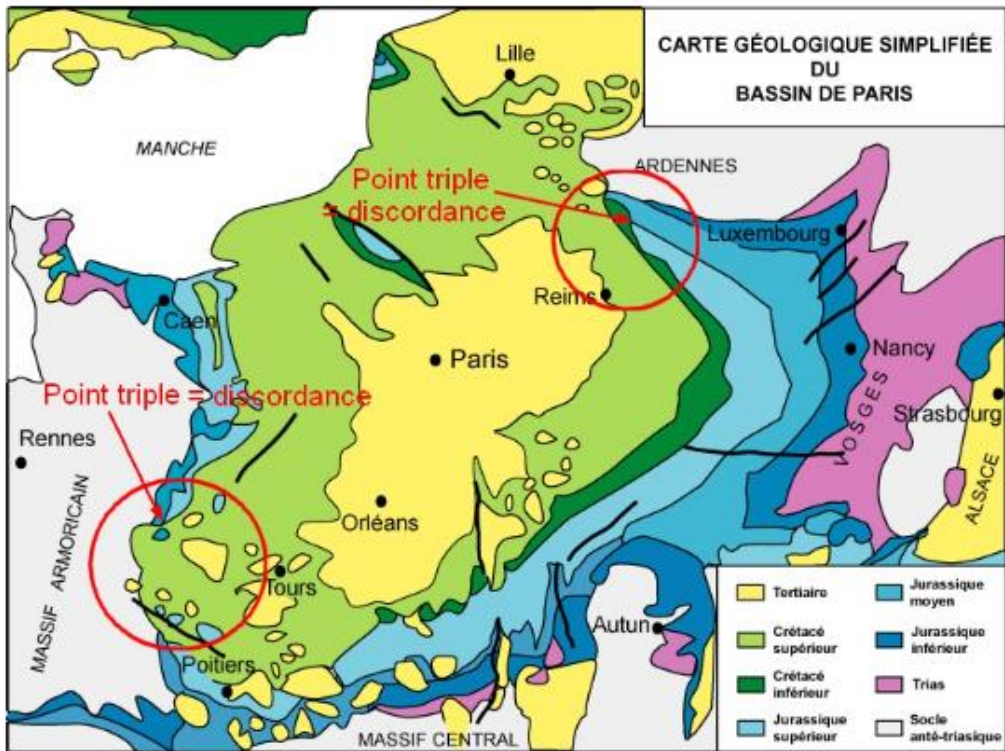 CARTE GÉOLOGIQUE SIMPLIFIÉE
DU
BASSIN DE PARIS
Lille
MANCHE
ARDENNES
Point triple
= discordance
Luxembourg
Reims
Caen
Paris
Nancy
Point triple = discordance
Strasbourg
Rennes
VOSGES
ALSACE
Orléans
MASSIF ARMORICAIN
Tours
Autun
Poitiers
MASSIF CENTRAL
Tertiaire
Crétacé
supérieur
Crétacé
inférieur
Jurassique
supérieur
Jurassique
moyen
Jurassique
inférieur
Trias
Socle
anté-triasique